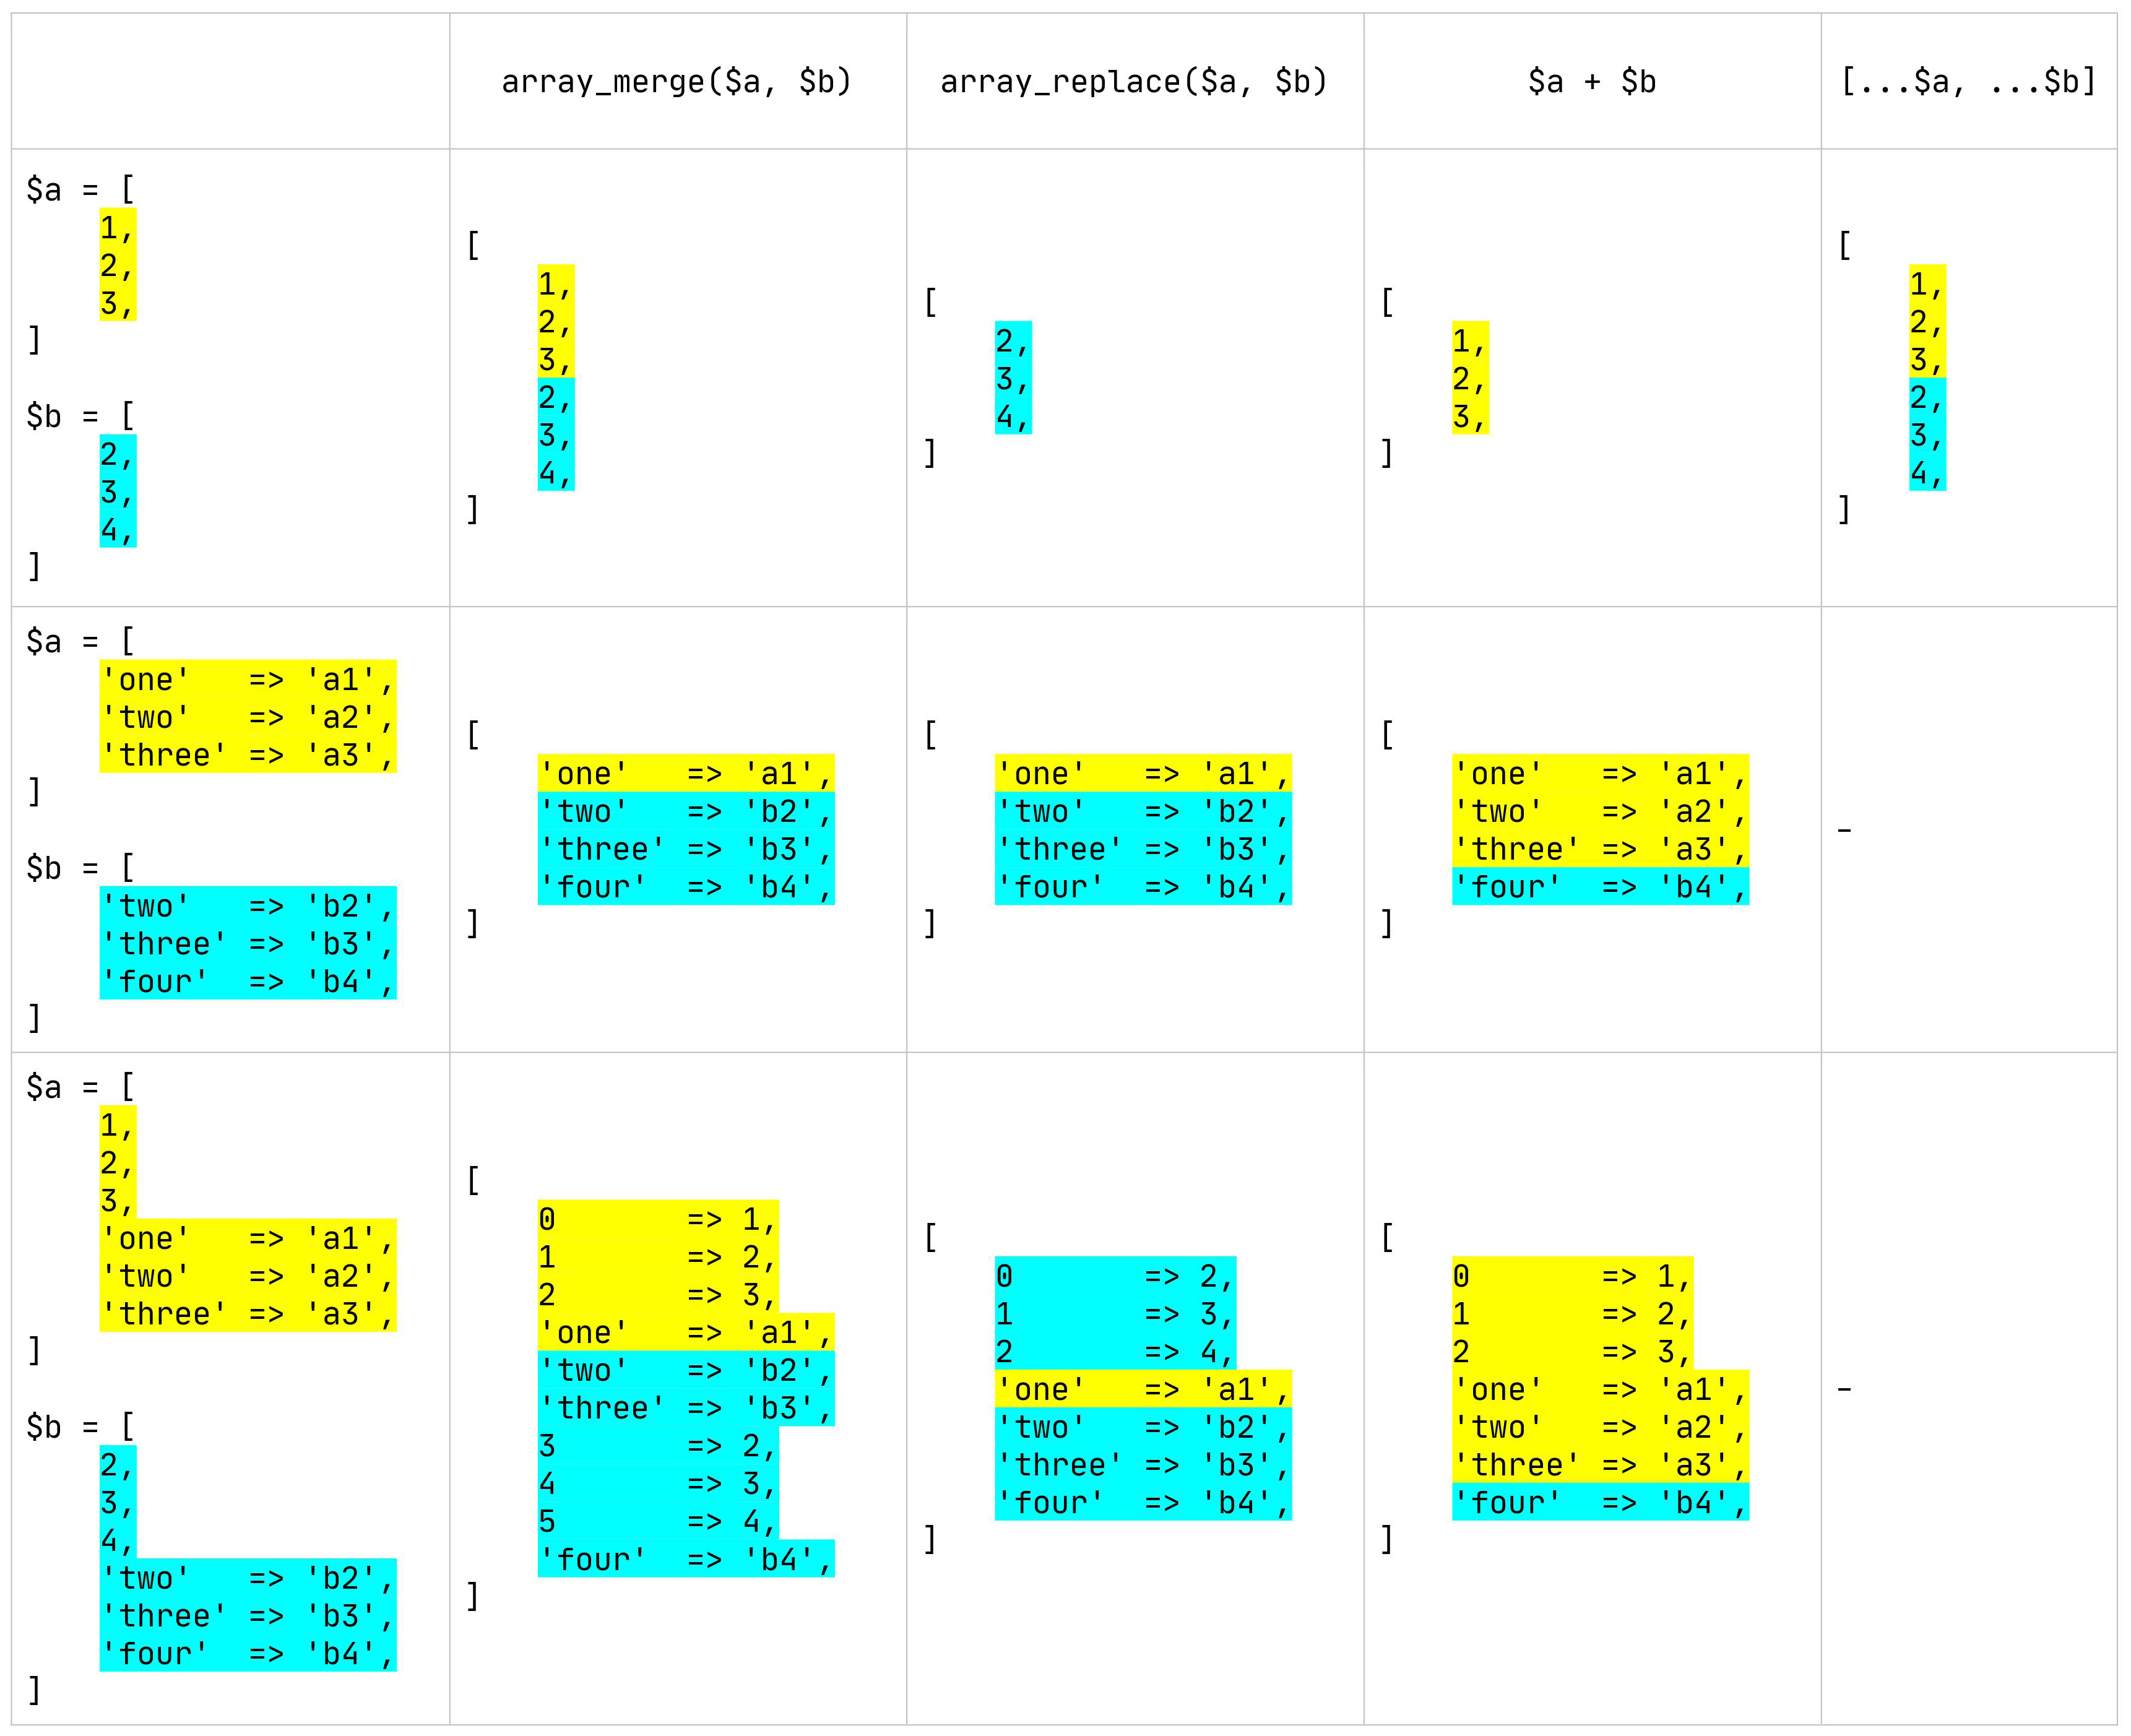 array_merge($a, $b)
array_replace($a, $b)
$a + $b
[...$a, ...$b]
$a = [
    1,
    2,
    3,
]

$b = [
    2,
    3,
    4,
]
[
    1,
    2,
    3,
    2,
    3,
    4,
]
[
    2,
    3,
    4,
]
[
    1,
    2,
    3,
]
[
    1,
    2,
    3,
    2,
    3,
    4,
]
$a = [
    'one'   => 'a1',
    'two'   => 'a2',
    'three' => 'a3',
]

$b = [
    'two'   => 'b2',
    'three' => 'b3',
    'four'  => 'b4',
]
[
    'one'   => 'a1',
    'two'   => 'b2',
    'three' => 'b3',
    'four'  => 'b4',
]
[
    'one'   => 'a1',
    'two'   => 'b2',
    'three' => 'b3',
    'four'  => 'b4',
]
[
    'one'   => 'a1',
    'two'   => 'a2',
    'three' => 'a3',
    'four'  => 'b4',
]
-
$a = [
    1,
    2,
    3,
    'one'   => 'a1',
    'two'   => 'a2',
    'three' => 'a3',
]

$b = [
    2,
    3,
    4,
    'two'   => 'b2',
    'three' => 'b3',
    'four'  => 'b4',
]
[
    0       => 1,
    1       => 2,
    2       => 3,
    'one'   => 'a1',
    'two'   => 'b2',
    'three' => 'b3',
    3       => 2,
    4       => 3,
    5       => 4,
    'four'  => 'b4',
]
[
    0       => 2,
    1       => 3,
    2       => 4,
    'one'   => 'a1',
    'two'   => 'b2',
    'three' => 'b3',
    'four'  => 'b4',
]
[
    0       => 1,
    1       => 2,
    2       => 3,
    'one'   => 'a1',
    'two'   => 'a2',
    'three' => 'a3',
    'four'  => 'b4',
]
-